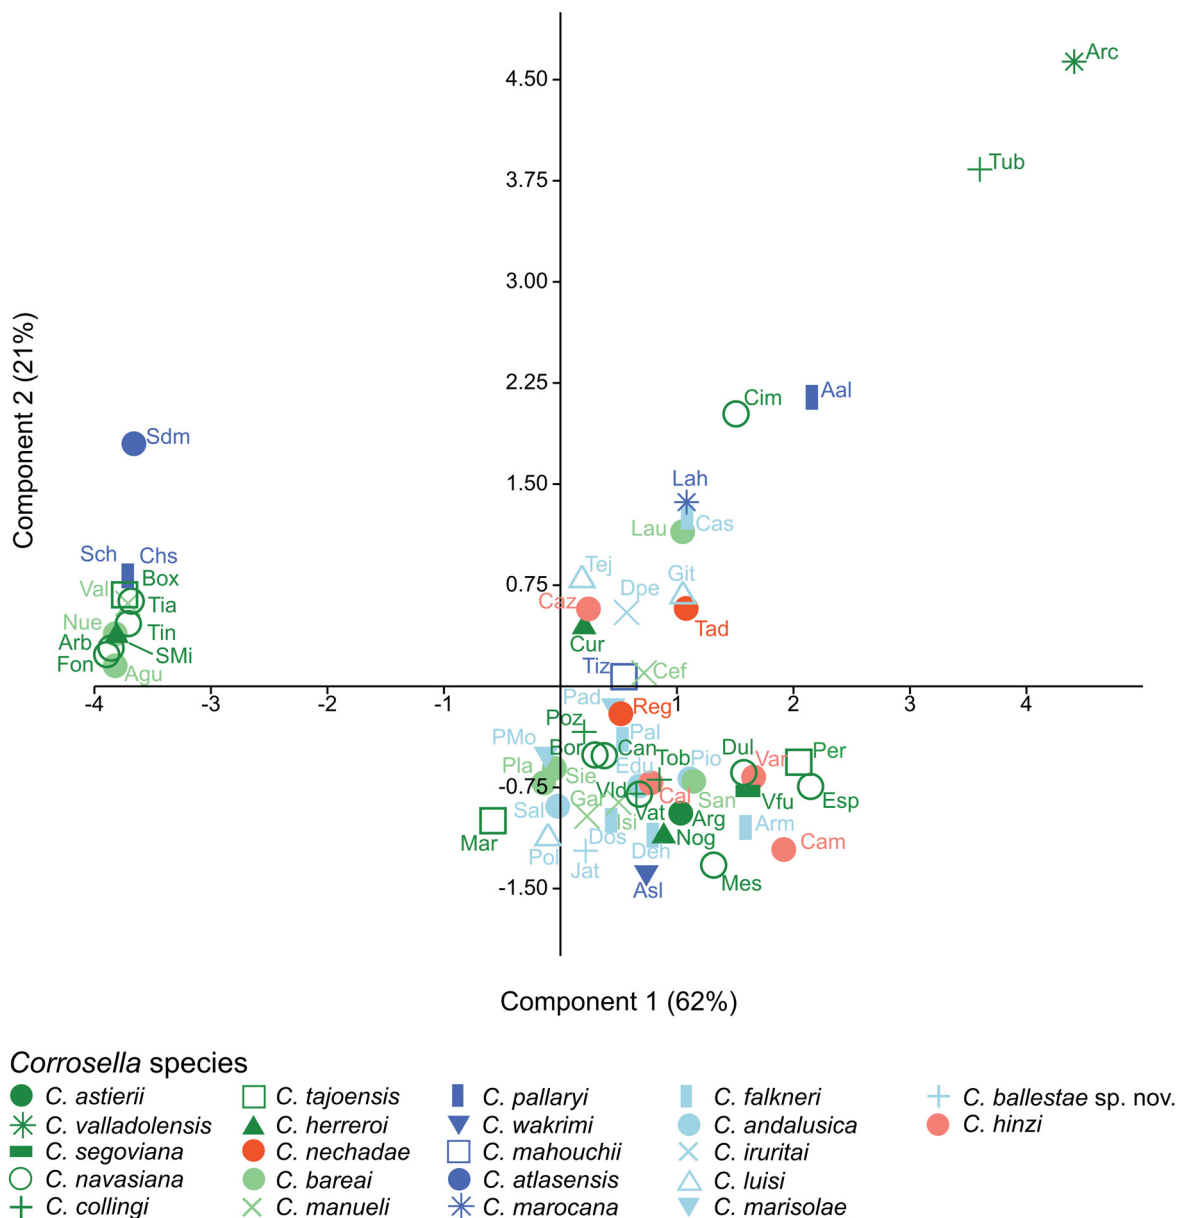 Arc
4.50
Tub
3.75
3.00
2.25
Aal
Cim
Sdm
1.50
Lah
Cas
Lau
Sch
Chs
Tej
Git
0.75
Box
Val
Dpe
Caz
Tia
Tad
Nue
Tin
Cur
Arb
SMi
Fon
Tiz
Cef
Agu
-4
-3
-2
-1
1
2
3
4
Pad
Reg
Poz
Pal
PMo
Bor
Can
Tob
Pio
Dul
Per
Pla
Sie
Edu
Var
-0.75
Vld
Cal
San
Vfu
Esp
Sal
Gar
Isi
Vat
Arg
Arm
Mar
Dos
Nog
Cam
Pol
Deh
Jat
Mes
-1.50
Asl
Component 2 (21%)
Component 1 (62%)
Corrosella species
C. astierii
C. valladolensis
C. segoviana
C. navasiana
C. collingi
C. tajoensis
C. herreroi
C. nechadae
C. bareai
C. manueli
C. pallaryi
C. wakrimi
C. mahouchii
C. atlasensis
C. marocana
C. falkneri
C. andalusica
C. iruritai
C. luisi
C. marisolae
C. ballestae sp. nov.
C. hinzi